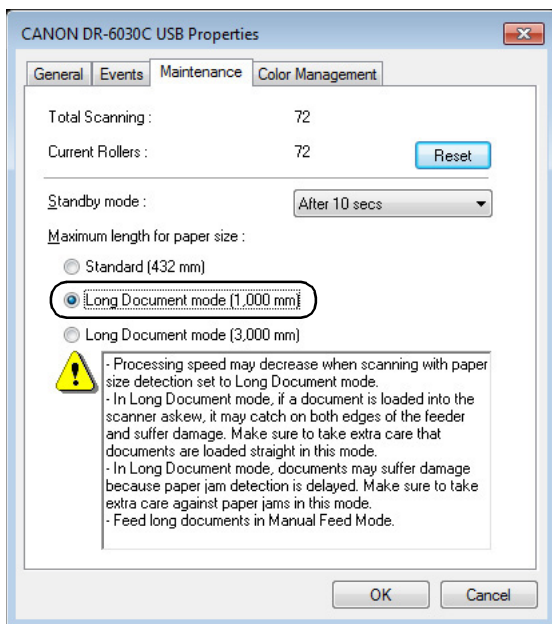 CANON DR-6030C USB Properties
General Events Maintenance Color Management
Total Scanning : 72
Current Rollers : 72 Reset
Standby mode : After 10 secs
Maximum length for paper size :
Standard (432 mm)
Long Document mode (1,000 mm)
Long Document mode (3,000 mm)
- Processing speed may decrease when scanning with paper
size detection set to Long Document mode.
- In Long Document mode, if a document is loaded into the
scanner askew, it may catch on both edges of the feeder
and suffer damage. Make sure to take extra care that
documents are loaded straight in this mode.
- In Long Document mode, documents may suffer damage
because paper jam detection is delayed. Make sure to take
extra care against paper jams in this mode.
- Feed long documents in Manual Feed Mode.
OK Cancel